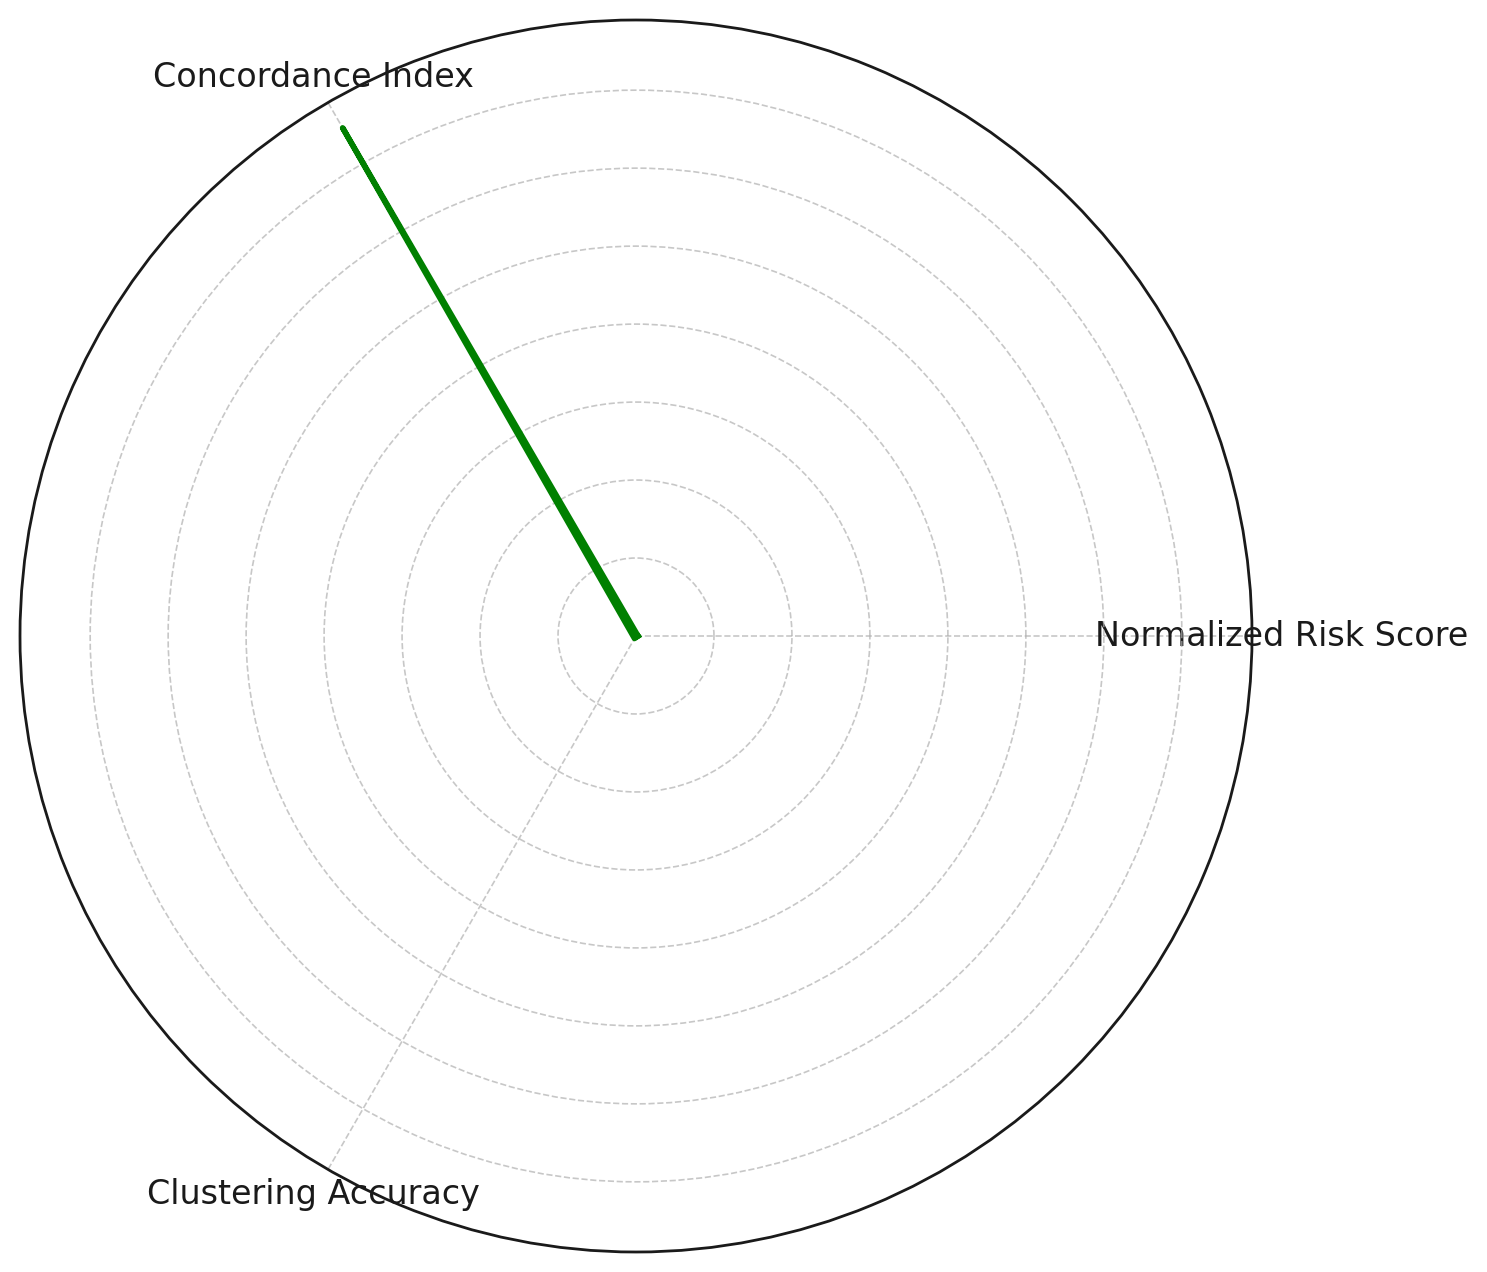 Concordance Index
Normalized Risk Score
Clustering Accuracy